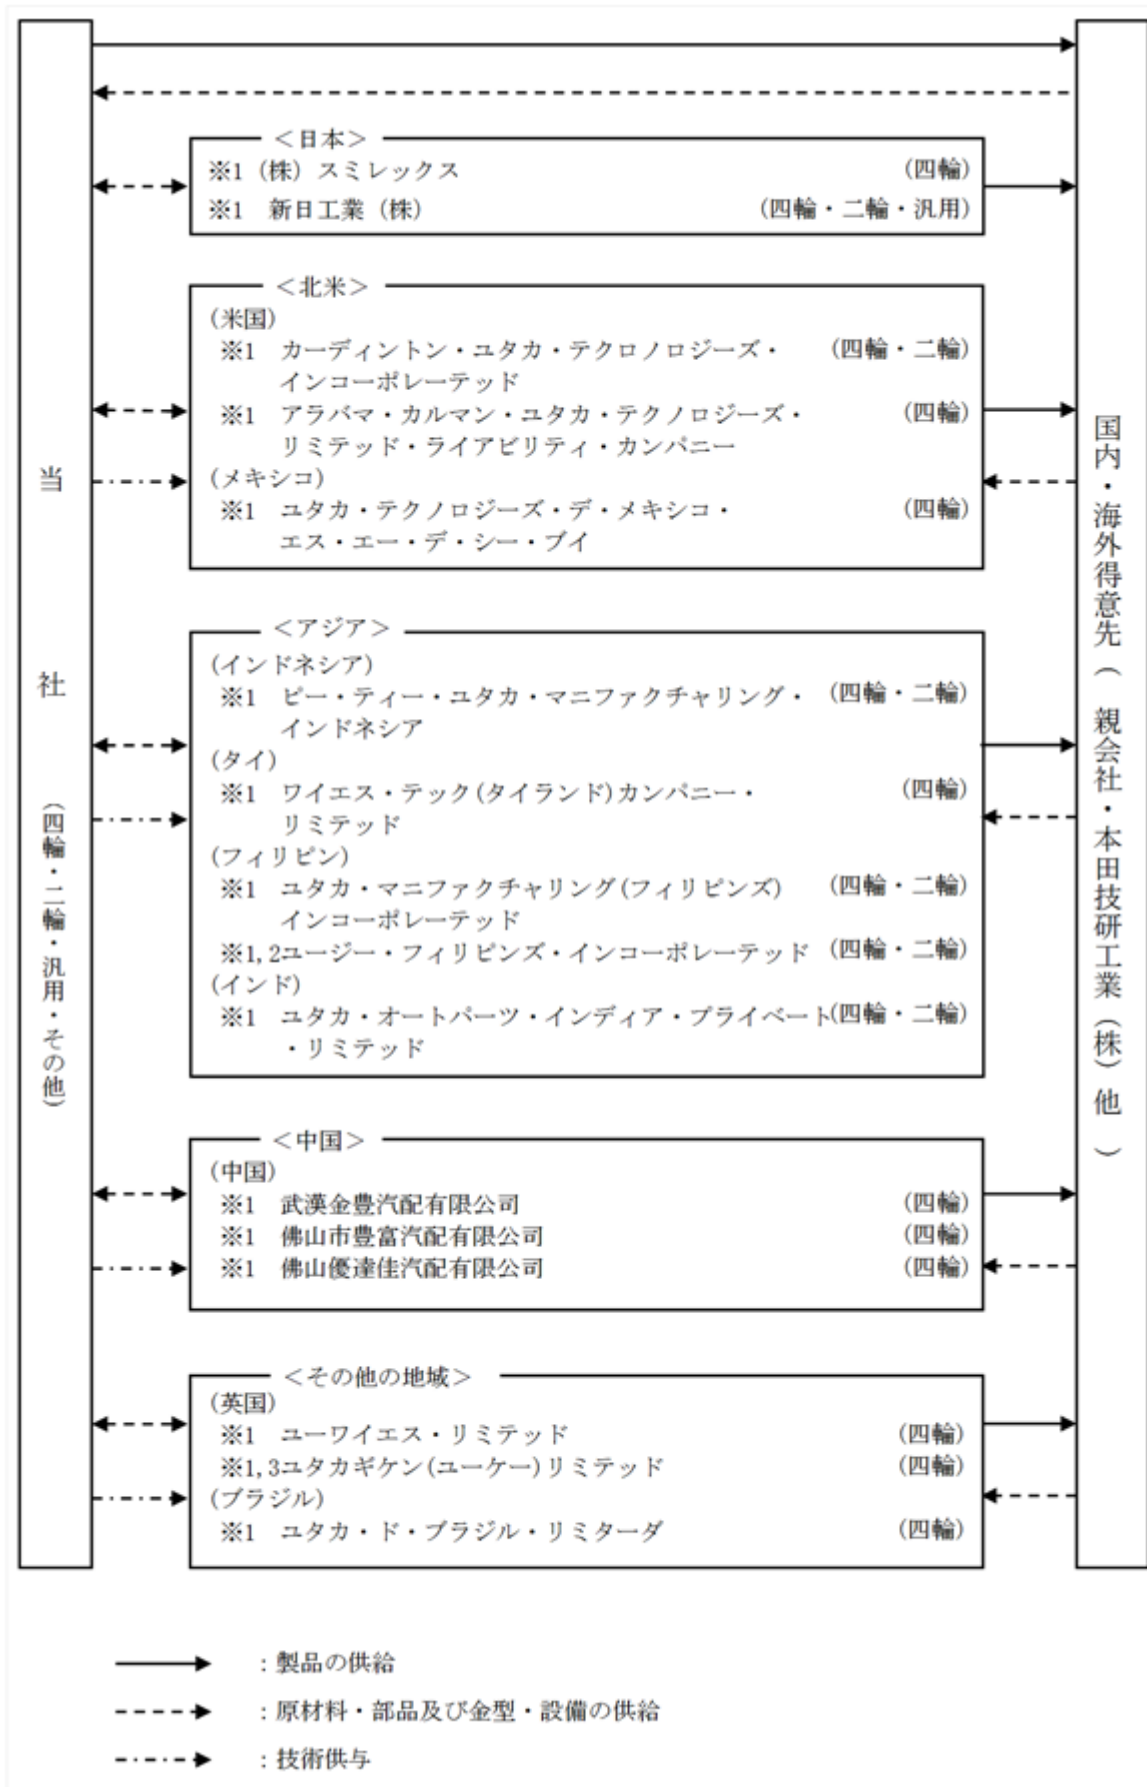 当社
(四輪・二輪・汎用・その他)
＜日本＞
※1 (株) スミレックス (四輪)
※1 新日工業 (株) (四輪・二輪・汎用)
＜北米＞
(米国)
※1 カーディントン・ユタカ・テクロノロジーズ・ (四輪・二輪)
インコーポレーテッド
※1 アラバマ・カルマン・ユタカ・テクノロジーズ・ (四輪)
リミテッド・ライアビリティ・カンパニー
(メキシコ)
※1 ユタカ・テクノロジーズ・デ・メキシコ・ (四輪)
エス・エー・デ・シー・ブイ
＜アジア＞
(インドネシア)
※1 ピー・ティー・ユタカ・マニファクチャリング・ (四輪・二輪)
インドネシア
(タイ)
※1 ワイエス・テック(タイランド)カンパニー・ (四輪)
リミテッド
(フィリピン)
※1 ユタカ・マニファクチャリング(フィリピンズ) (四輪・二輪)
インコーポレーテッド
※1,2ユージー・フィリピンズ・インコーポレーテッド (四輪・二輪)
(インド)
※1 ユタカ・オートパーツ・インディア・プライベート(四輪・二輪)
・リミテッド
＜中国＞
(中国)
※1 武漢金豊汽配有限公司 (四輪)
※1 佛山市豊富汽配有限公司 (四輪)
※1 佛山優達佳汽配有限公司 (四輪)
＜その他の地域＞
(英国)
※1 ユーワイエス・リミテッド (四輪)
※1,3ユタカギケン(ユーケー)リミテッド (四輪)
(ブラジル)
※1 ユタカ・ド・ブラジル・リミターダ (四輪)
国内・海外得意先( 親会社・本田技研工業(株)他 )
：製品の供給
：原材料・部品及び金型・設備の供給
：技術供与